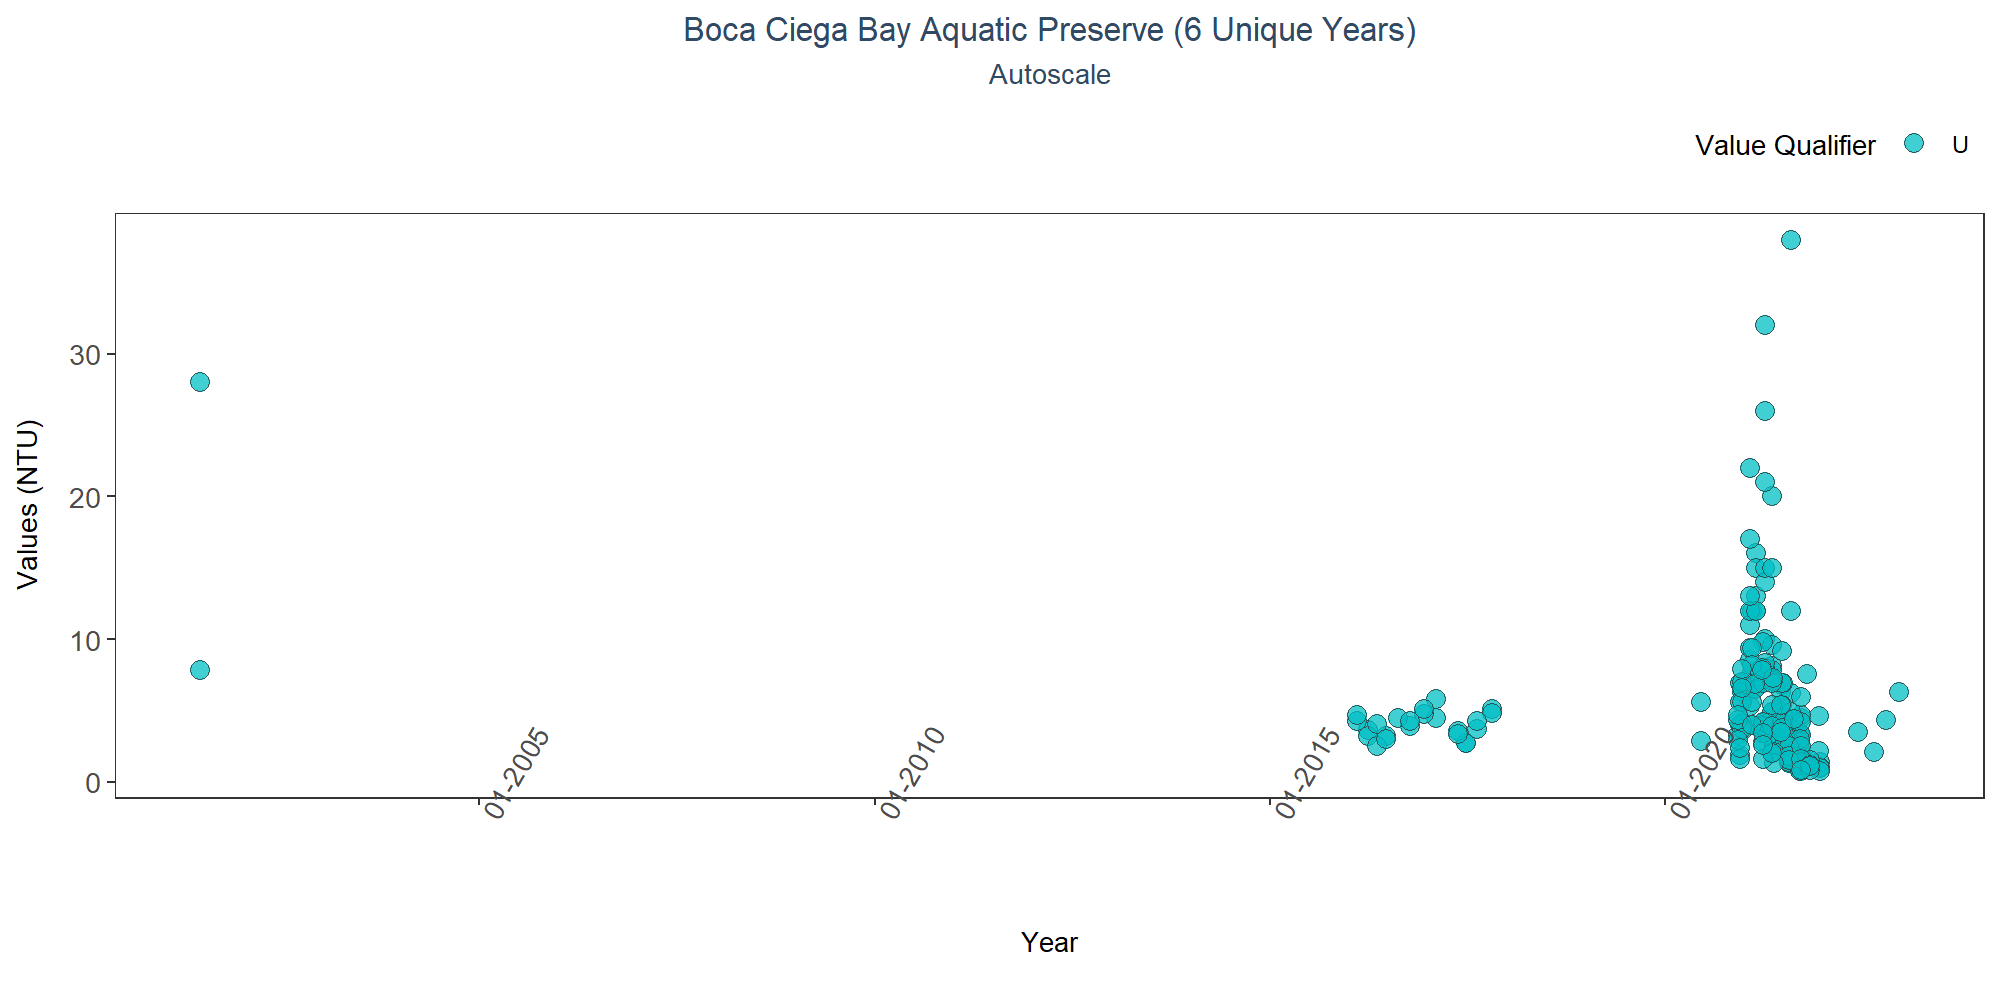 Boca Ciega Bay Aquatic Preserve (6 Unique Years)
Autoscale
Value Qualifier U
Values (NTU)
30
20
10
0
01-2005
01-2010
01-2015
01-2020
Year